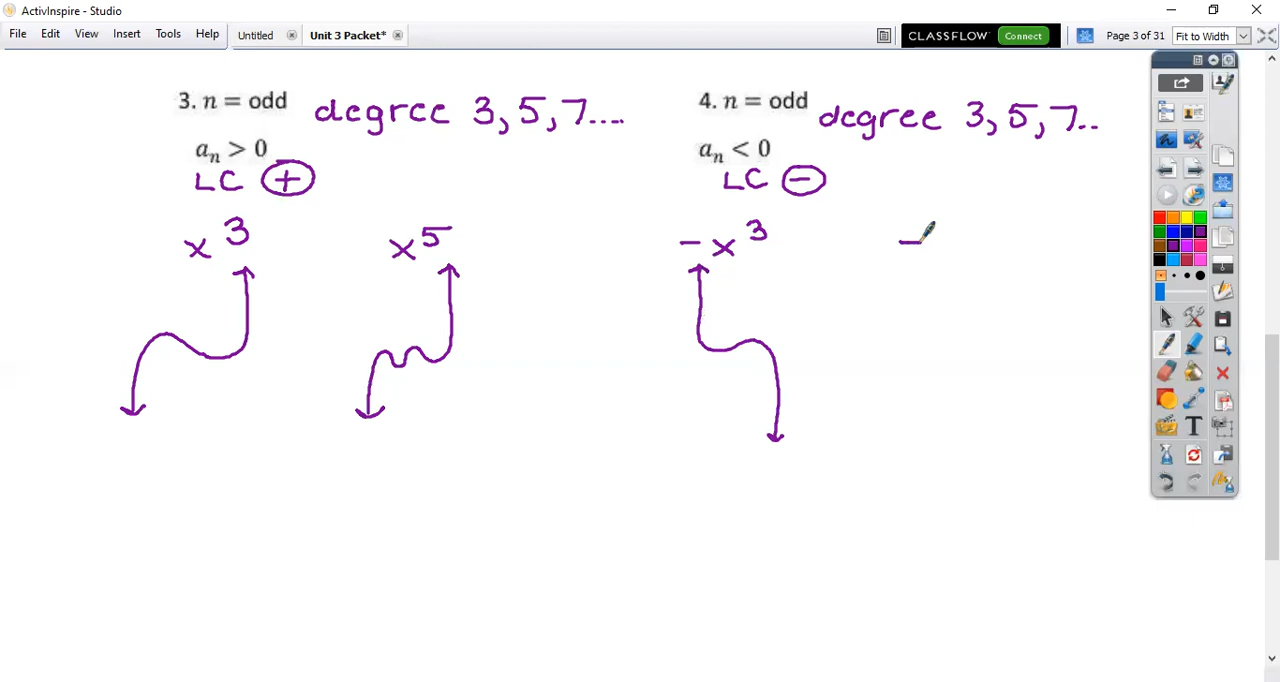 ActivInspire - Studio
File Edit View Insert Tools Help Untitled Unit 3 Packet* CLASSFLOW Connect Page 3 of 31 Fit to Width
3. n = odd degree 3, 5, 7....
aₙ > 0
LC +
x³ x⁵
4. n = odd degree 3, 5, 7..
aₙ < 0
LC −
−x³ −